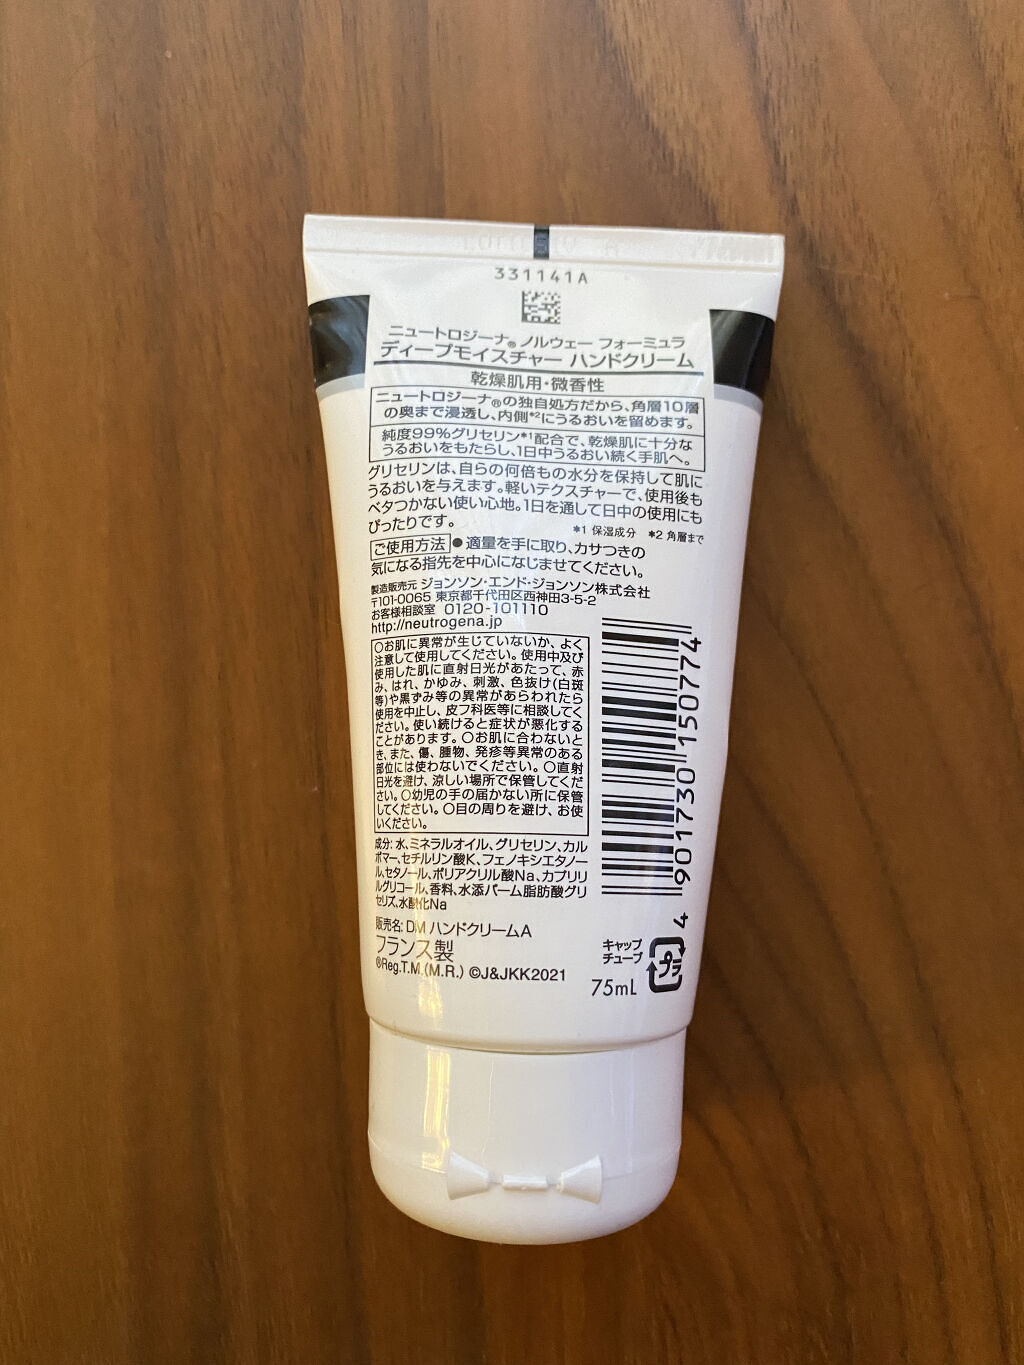 331141A
ニュートロジーナ® ノルウェー フォーミュラ
ディープモイスチャー ハンドクリーム
乾燥肌用・微香性
ニュートロジーナ®の独自処方だから、角層10層
の奥まで浸透し、内側*2にうるおいを留めます。
純度99%グリセリン*1配合で、乾燥肌に十分な
うるおいをもたらし、1日中うるおい続く手肌へ。
グリセリンは、自らの何倍もの水分を保持して肌に
うるおいを与えます。軽いテクスチャーで、使用後も
ベタつかない使い心地。1日を通して日中の使用にも
ぴったりです。
*1 保湿成分 *2 角層まで
ご使用方法 ●適量を手に取り、カサつきの
気になる指先を中心になじませてください。
製造販売元 ジョンソン・エンド・ジョンソン株式会社
〒101-0065 東京都千代田区西神田3-5-2
お客様相談室 0120-101110
http://neutrogena.jp
○お肌に異常が生じていないか、よく
注意して使用してください。使用中及び
使用した肌に直射日光があたって、赤
み、はれ、かゆみ、刺激、色抜け(白斑
等)や黒ずみ等の異常があらわれたら
使用を中止し、皮フ科医等に相談してく
ださい。使い続けると症状が悪化する
ことがあります。○お肌に合わないと
き、また、傷、腫物、発疹等異常のある
部位には使わないでください。○直射
日光を避け、涼しい場所で保管してくだ
さい。○幼児の手の届かない所に保管
してください。○目の周りを避け、お使
いください。
成分: 水、ミネラルオイル、グリセリン、カル
ボマー、セチルリン酸K、フェノキシエタノー
ル、セタノール、ポリアクリル酸Na、カプリリ
ルグリコール、香料、水添パーム脂肪酸グリ
セリズ、水酸化Na
販売名: DM ハンドクリームA
フランス製
®Reg.T.M.(M.R.) ©J&JKK2021
4 901730 150774
キャップ
チューブ
プラ
75mL